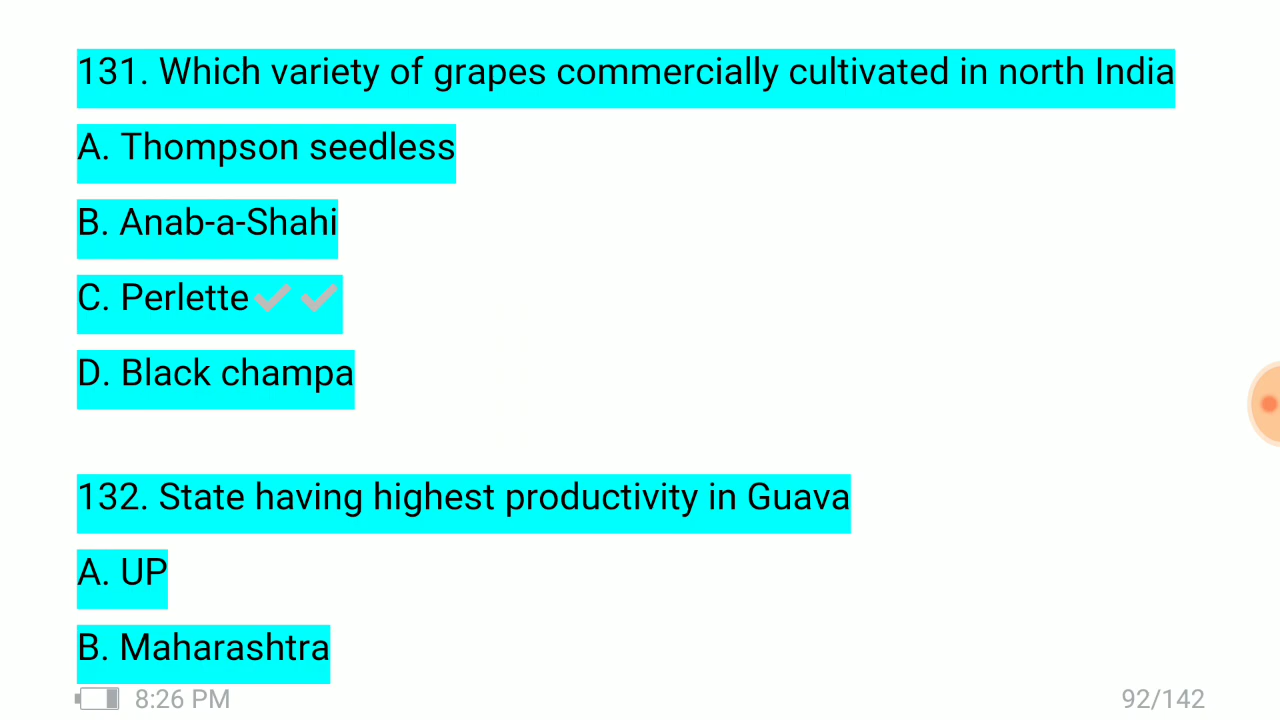 131. Which variety of grapes commercially cultivated in north India
A. Thompson seedless
B. Anab-a-Shahi
C. Perlette✔✔
D. Black champa
132. State having highest productivity in Guava
A. UP
B. Maharashtra
8:26 PM 92/142